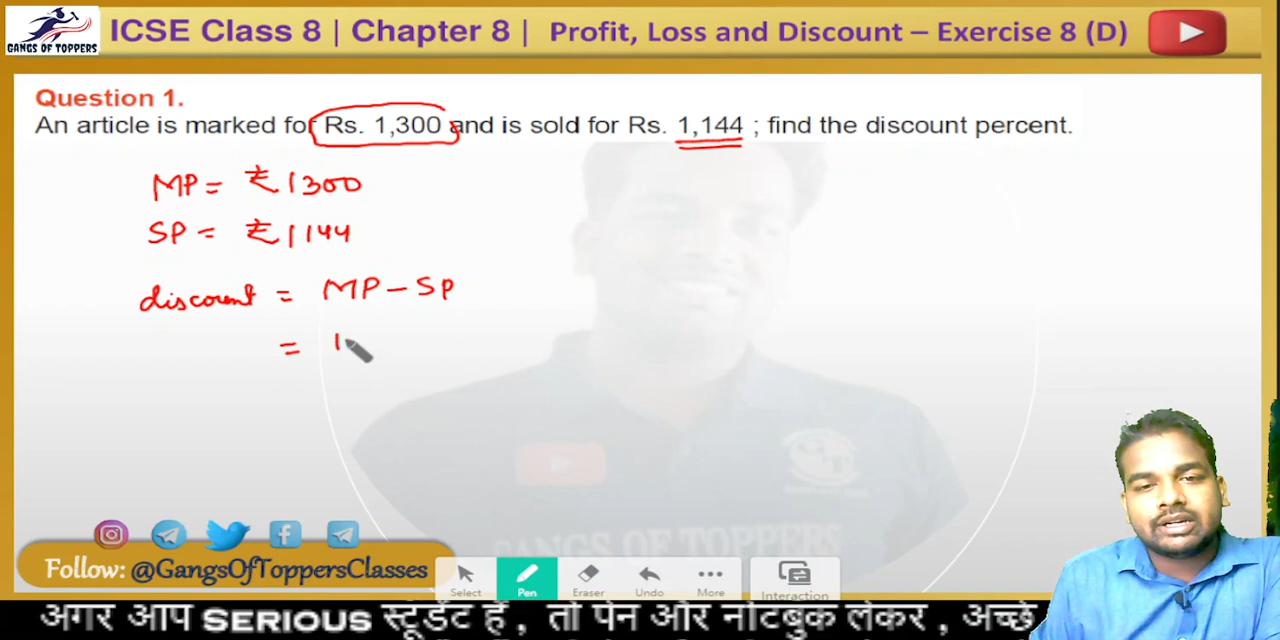 GANGS OF TOPPERS
ICSE Class 8 | Chapter 8 | Profit, Loss and Discount – Exercise 8 (D)
Question 1.
An article is marked for Rs. 1,300 and is sold for Rs. 1,144 ; find the discount percent.
MP = ₹ 1300
SP = ₹ 1144
discount = MP - SP
= 1
GANGS OF TOPPERS
Follow: @GangsOfToppersClasses
Select Pen Eraser Undo More Interaction
अगर आप SERIOUS स्टूडेंट हैं , तो पेन और नोटबुक लेकर , अच्छे